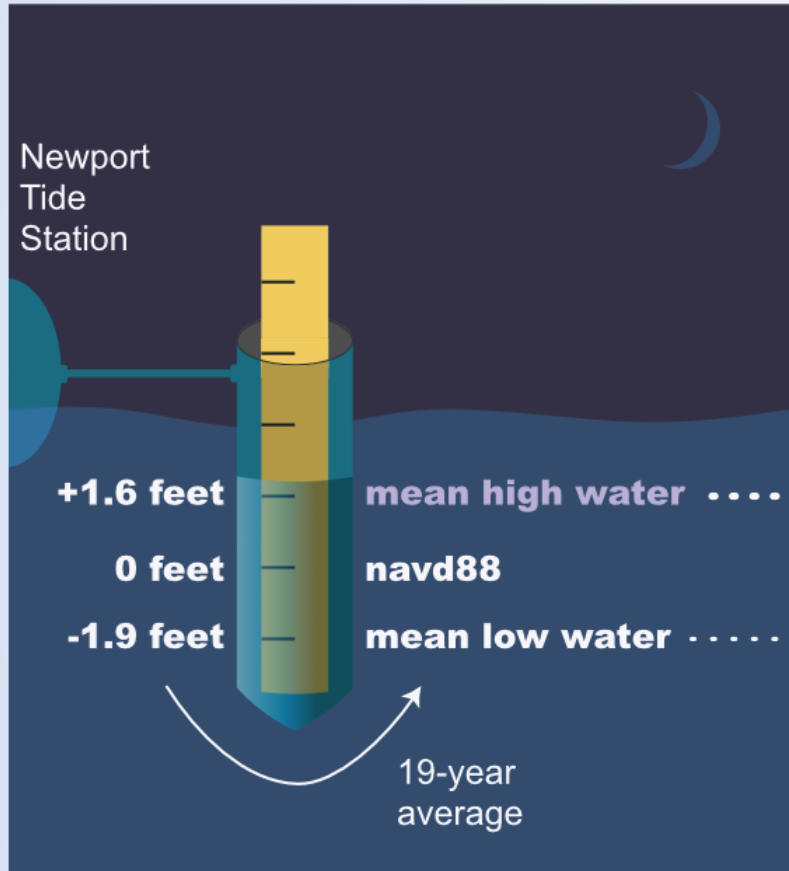 Newport
Tide
Station
+1.6 feet mean high water
0 feet navd88
-1.9 feet mean low water
19-year
average